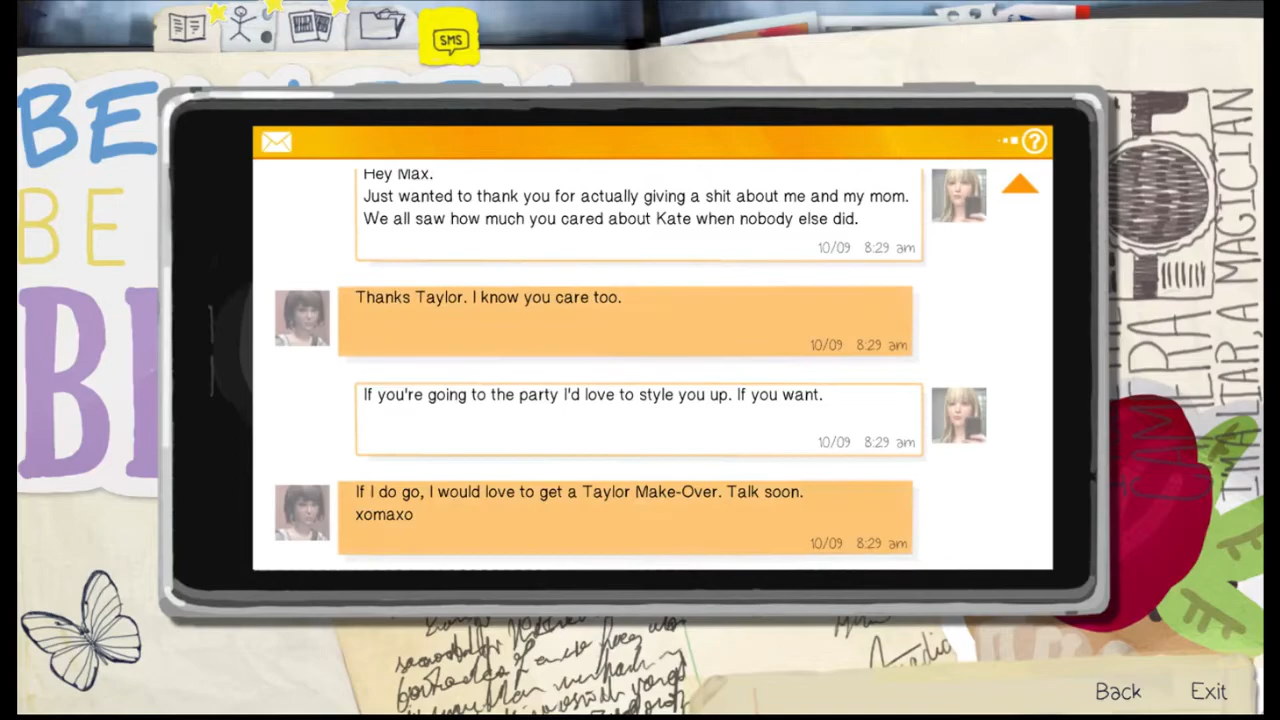 SMS
?
BE
BE
Hey Max.
Just wanted to thank you for actually giving a shit about me and my mom.
We all saw how much you cared about Kate when nobody else did.
10/09 8:29 am
Thanks Taylor. I know you care too.
10/09 8:29 am
If you're going to the party I'd love to style you up. If you want.
10/09 8:29 am
If I do go, I would love to get a Taylor Make-Over. Talk soon.
xomaxo
10/09 8:29 am
LIAR, A MAGICIAN
Back Exit